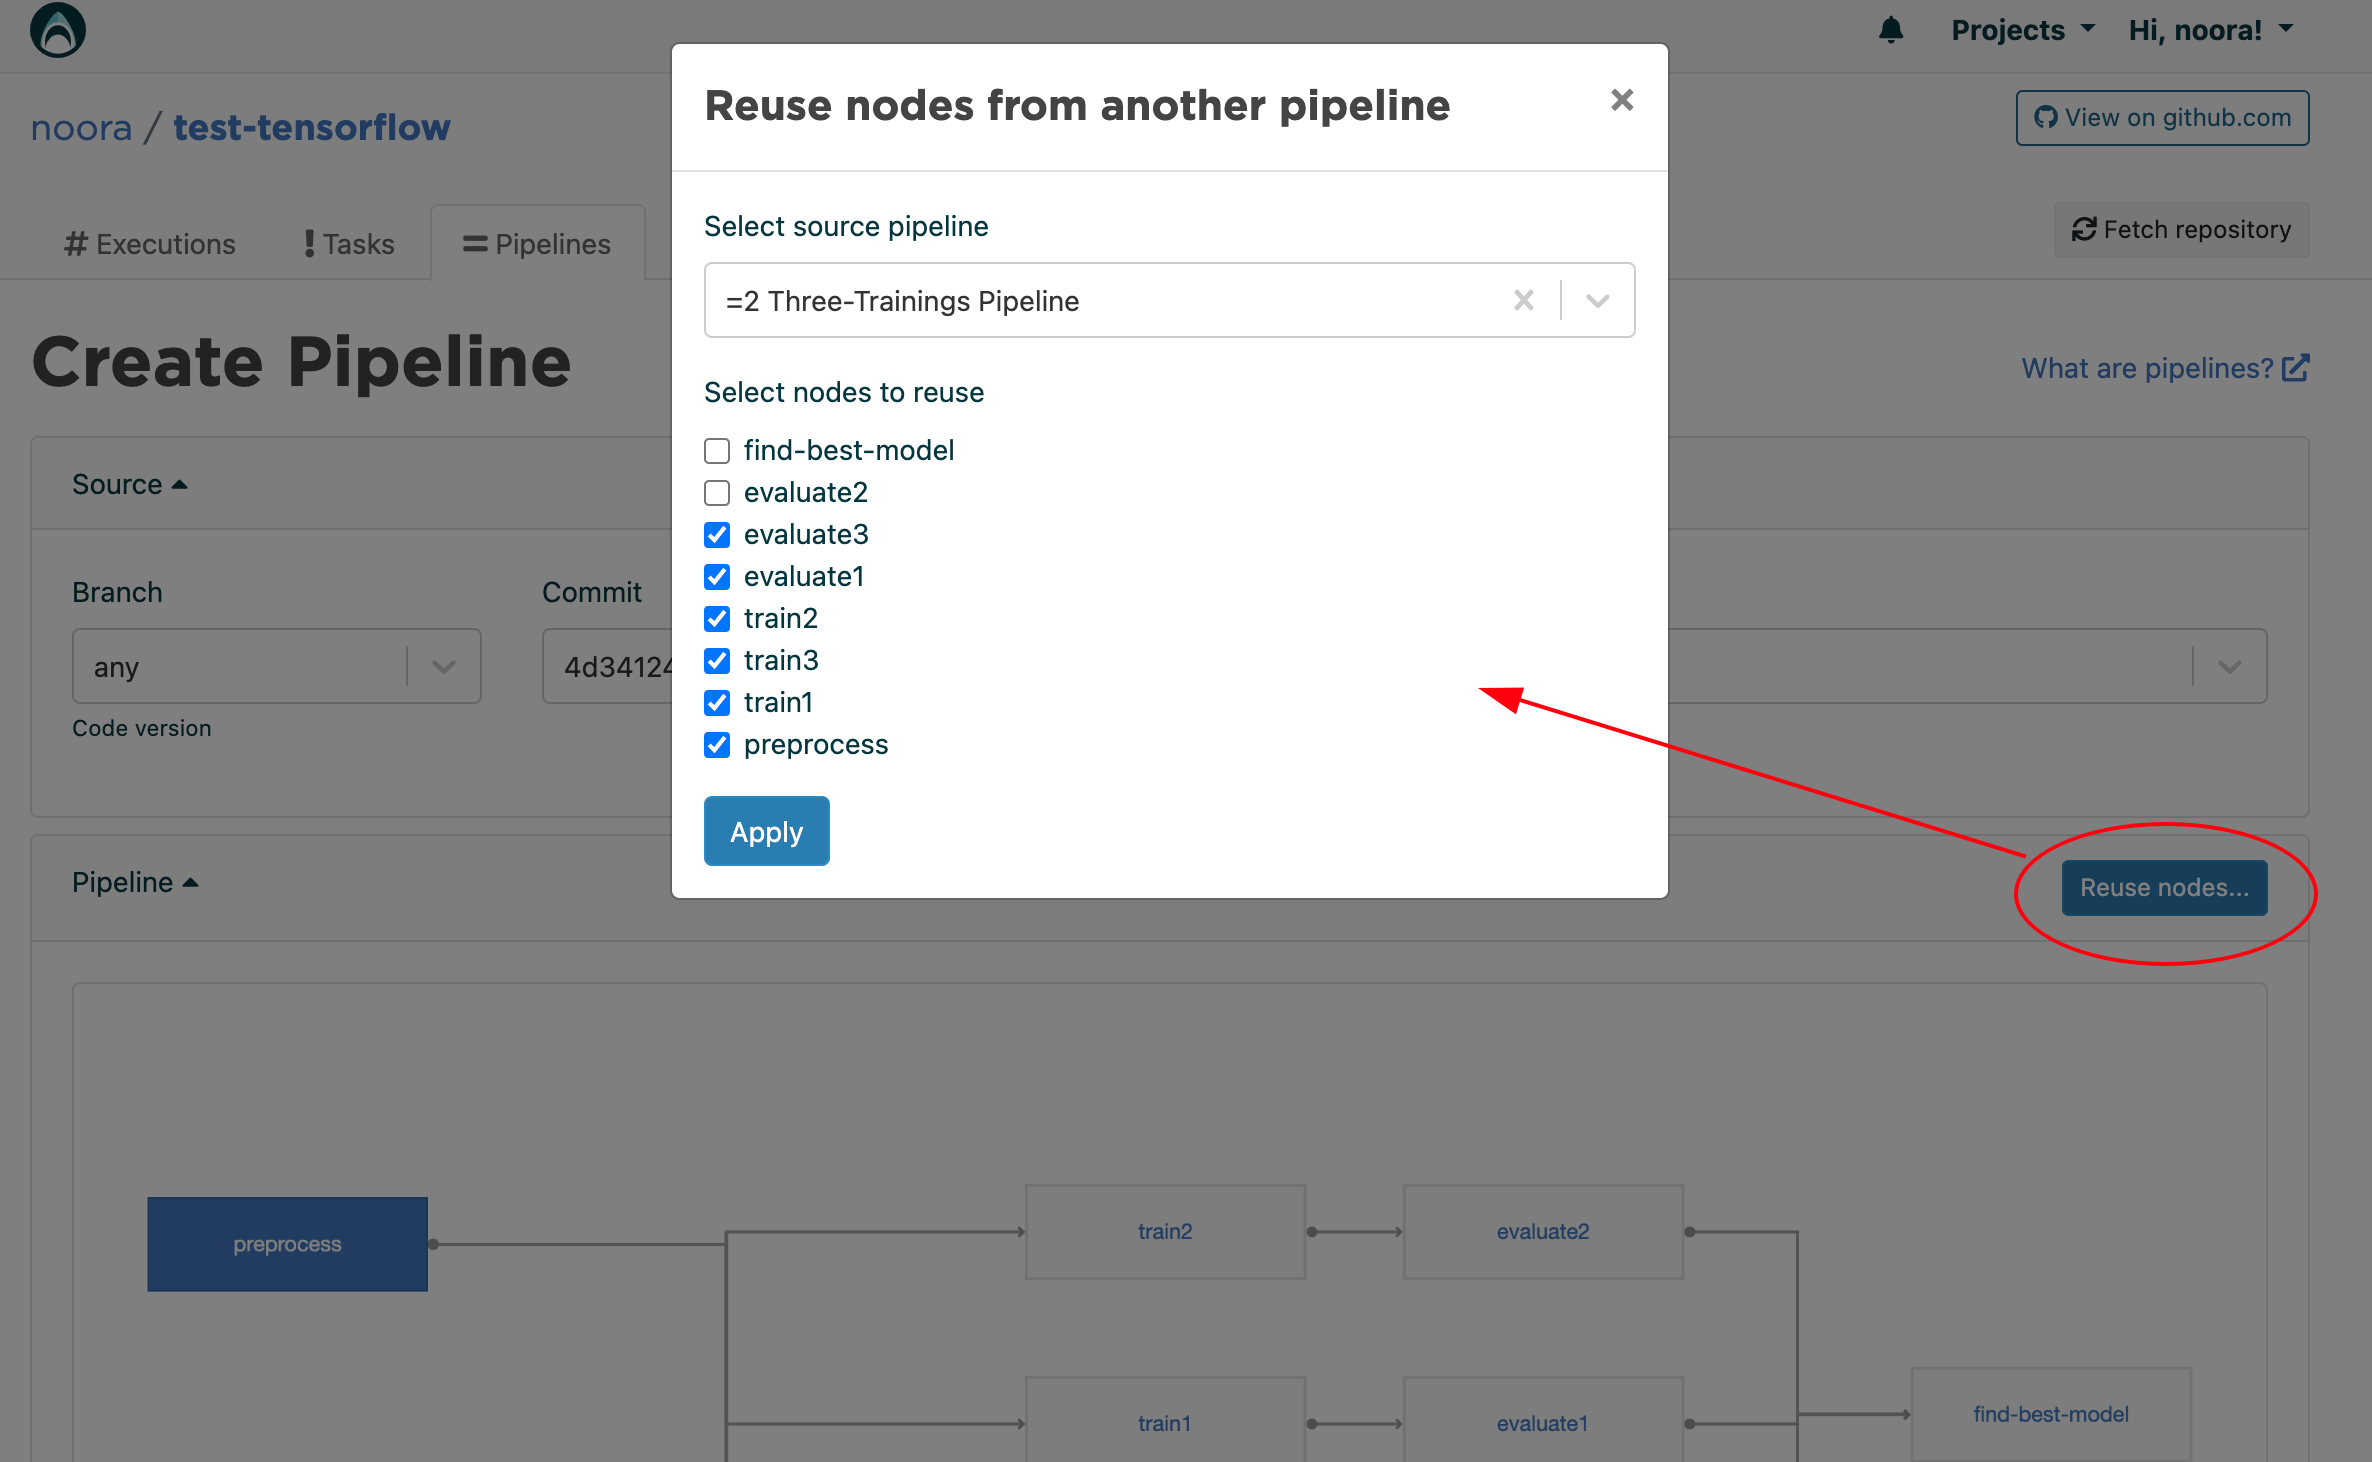 Projects
Hi, noora!
noora / test-tensorflow
View on github.com
# Executions
! Tasks
Pipelines
Fetch repository
Create Pipeline
What are pipelines?
Reuse nodes from another pipeline
×
Select source pipeline
=2 Three-Trainings Pipeline
Select nodes to reuse
find-best-model
evaluate2
evaluate3
evaluate1
train2
train3
train1
preprocess
Apply
Source
Branch
Commit
any
4d34124
Code version
Pipeline
Reuse nodes...
preprocess
train2
evaluate2
train1
evaluate1
find-best-model